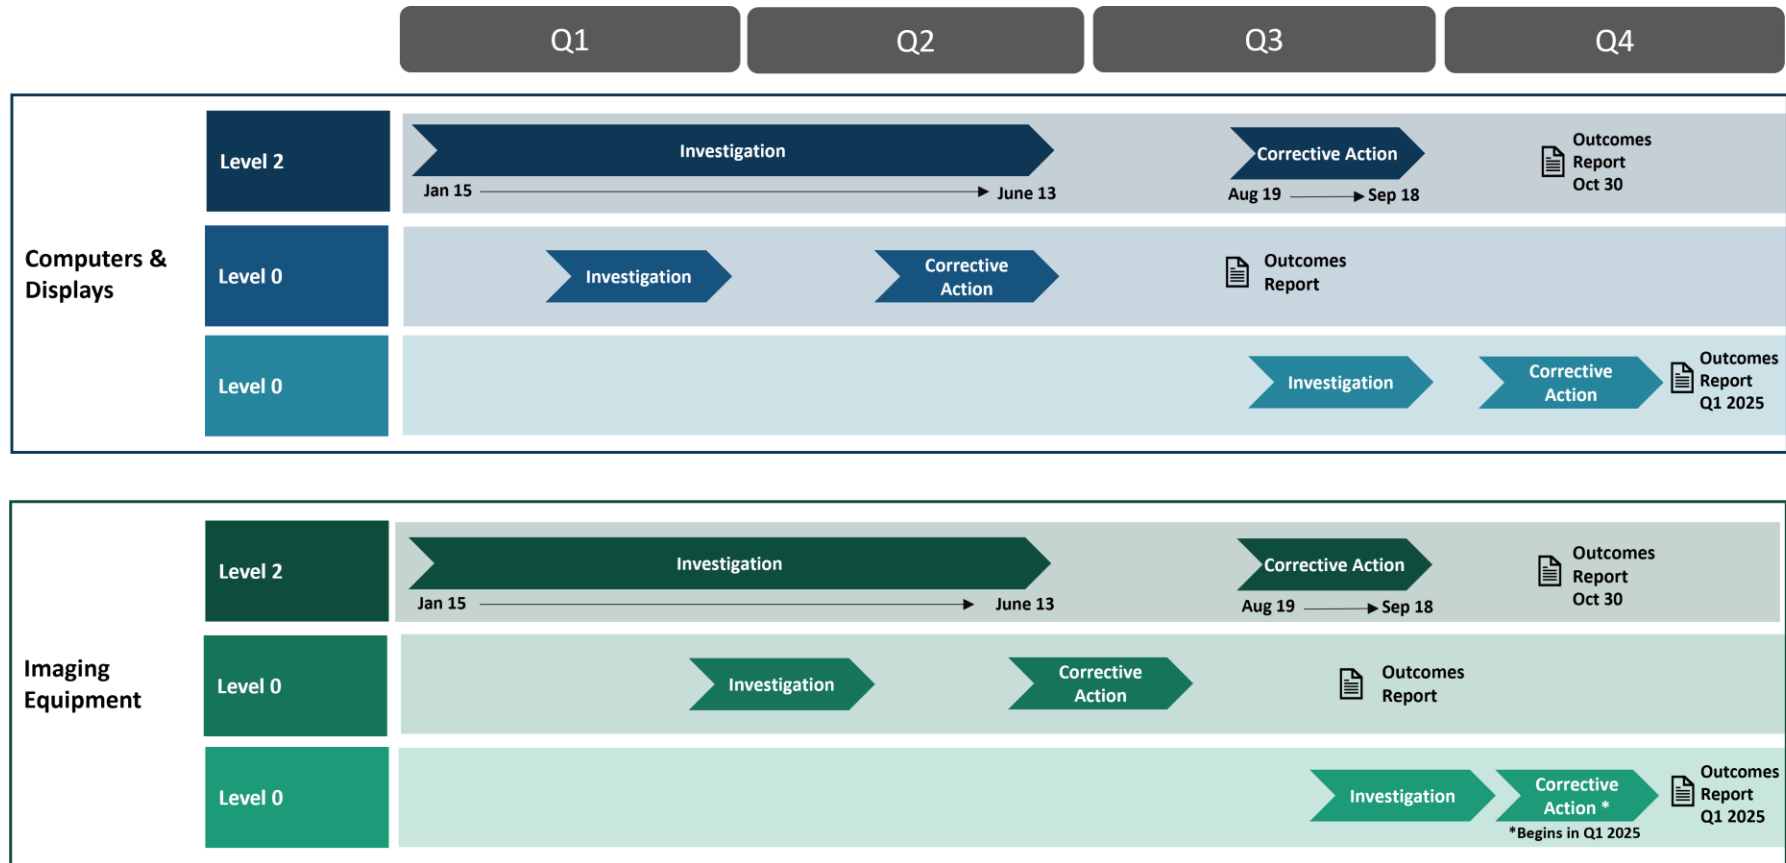 Q1
Q2
Q3
Q4
Computers &
Displays
Level 2
Investigation
Jan 15
June 13
Corrective Action
Aug 19
Sep 18
Outcomes
Report
Oct 30
Level 0
Investigation
Corrective
Action
Outcomes
Report
Level 0
Investigation
Corrective
Action
Outcomes
Report
Q1 2025
Imaging
Equipment
Level 2
Investigation
Jan 15
June 13
Corrective Action
Aug 19
Sep 18
Outcomes
Report
Oct 30
Level 0
Investigation
Corrective
Action
Outcomes
Report
Level 0
Investigation
Corrective
Action *
*Begins in Q1 2025
Outcomes
Report
Q1 2025